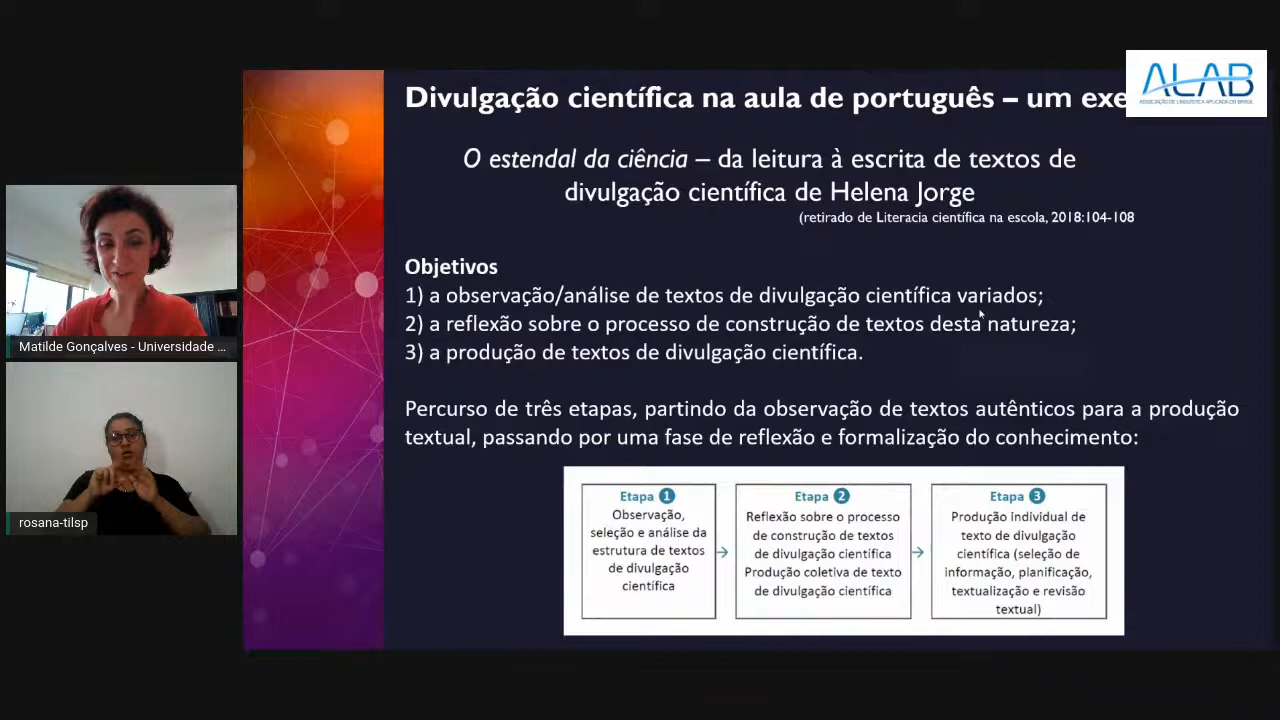 ALAB
ASSOCIAÇÃO DE LINGUÍSTICA APLICADA DO BRASIL
Divulgação científica na aula de português – um exe
O estendal da ciência – da leitura à escrita de textos de
divulgação científica de Helena Jorge
(retirado de Literacia científica na escola, 2018:104-108
Objetivos
1) a observação/análise de textos de divulgação científica variados;
2) a reflexão sobre o processo de construção de textos desta natureza;
3) a produção de textos de divulgação científica.
Percurso de três etapas, partindo da observação de textos autênticos para a produção
textual, passando por uma fase de reflexão e formalização do conhecimento:
Etapa 1
Observação,
seleção e análise da
estrutura de textos
de divulgação
científica
Etapa 2
Reflexão sobre o processo
de construção de textos
de divulgação científica
Produção coletiva de texto
de divulgação científica
Etapa 3
Produção individual de
texto de divulgação
científica (seleção de
informação, planificação,
textualização e revisão
textual)
Matilde Gonçalves - Universidade ...
rosana-tilsp